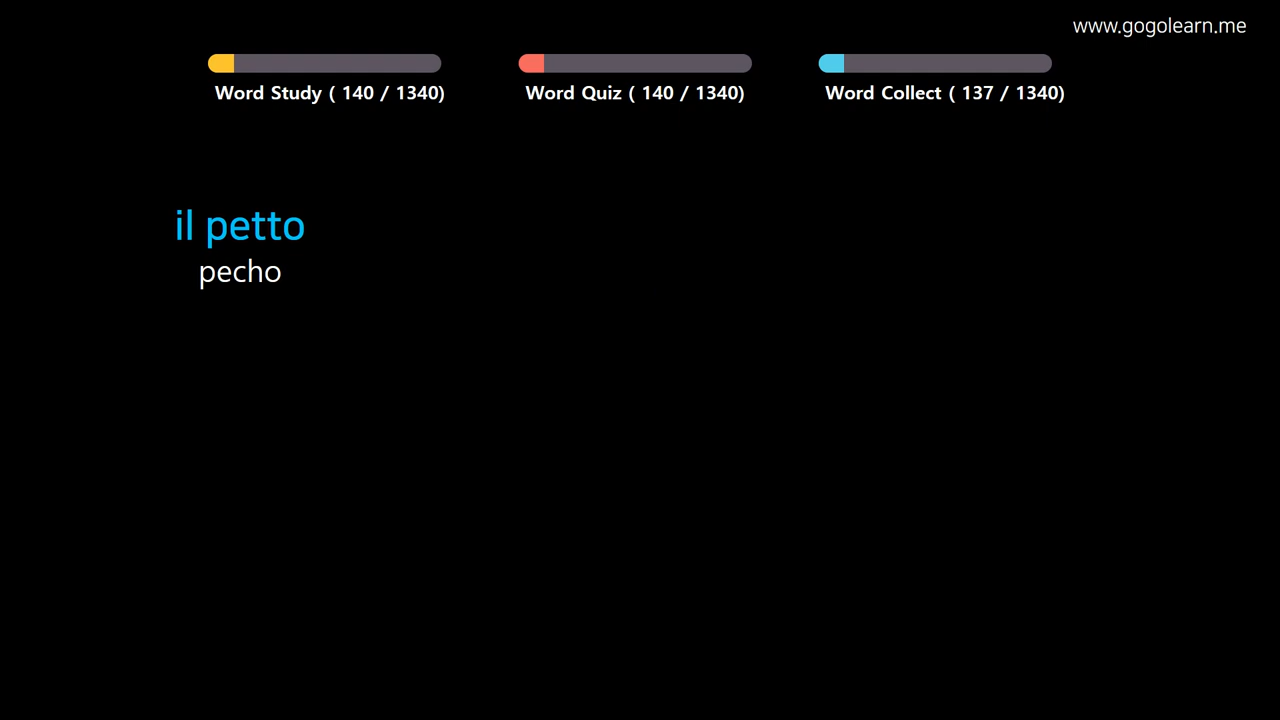 www.gogolearn.me
Word Study ( 140 / 1340)
Word Quiz ( 140 / 1340)
Word Collect ( 137 / 1340)
il petto
pecho